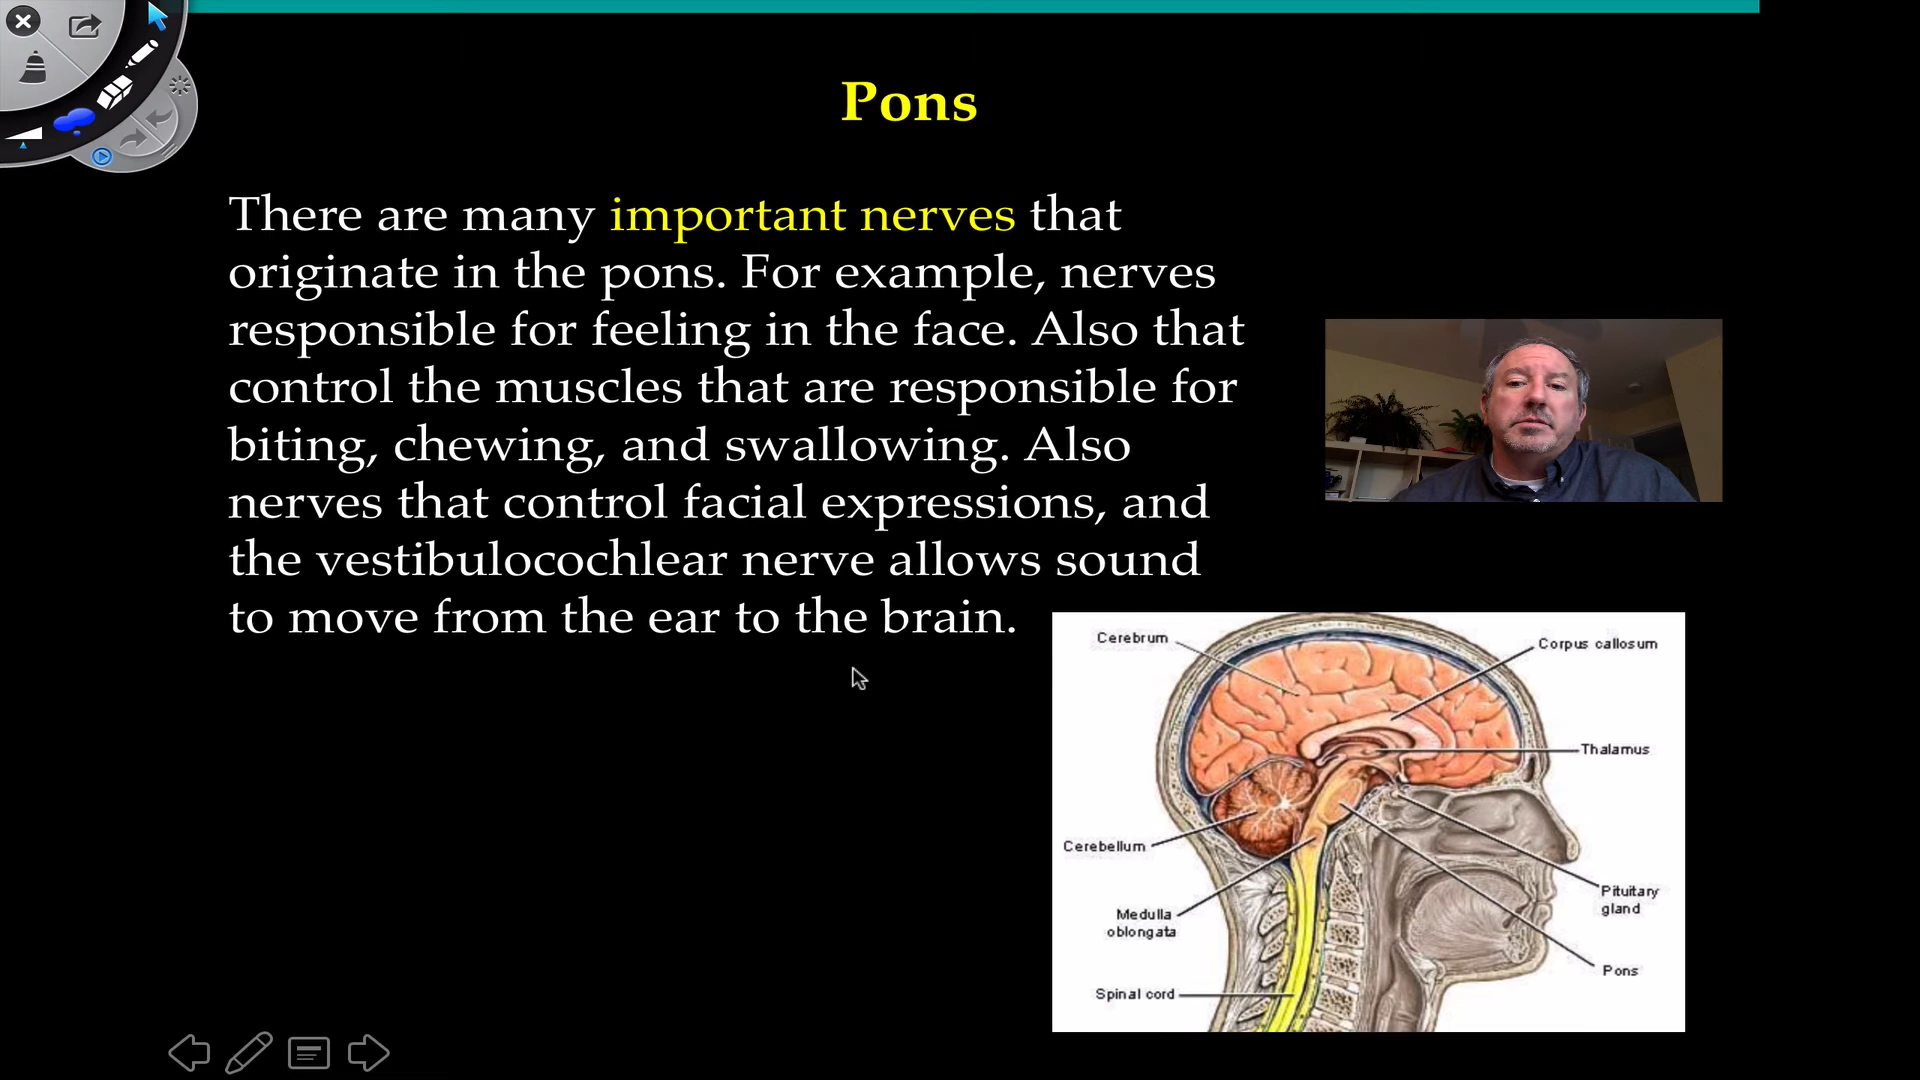 Pons
There are many important nerves that
originate in the pons. For example, nerves
responsible for feeling in the face. Also that
control the muscles that are responsible for
biting, chewing, and swallowing. Also
nerves that control facial expressions, and
the vestibulocochlear nerve allows sound
to move from the ear to the brain.
Cerebrum
Corpus callosum
Thalamus
Cerebellum
Pituitary
gland
Medulla
oblongata
Pons
Spinal cord